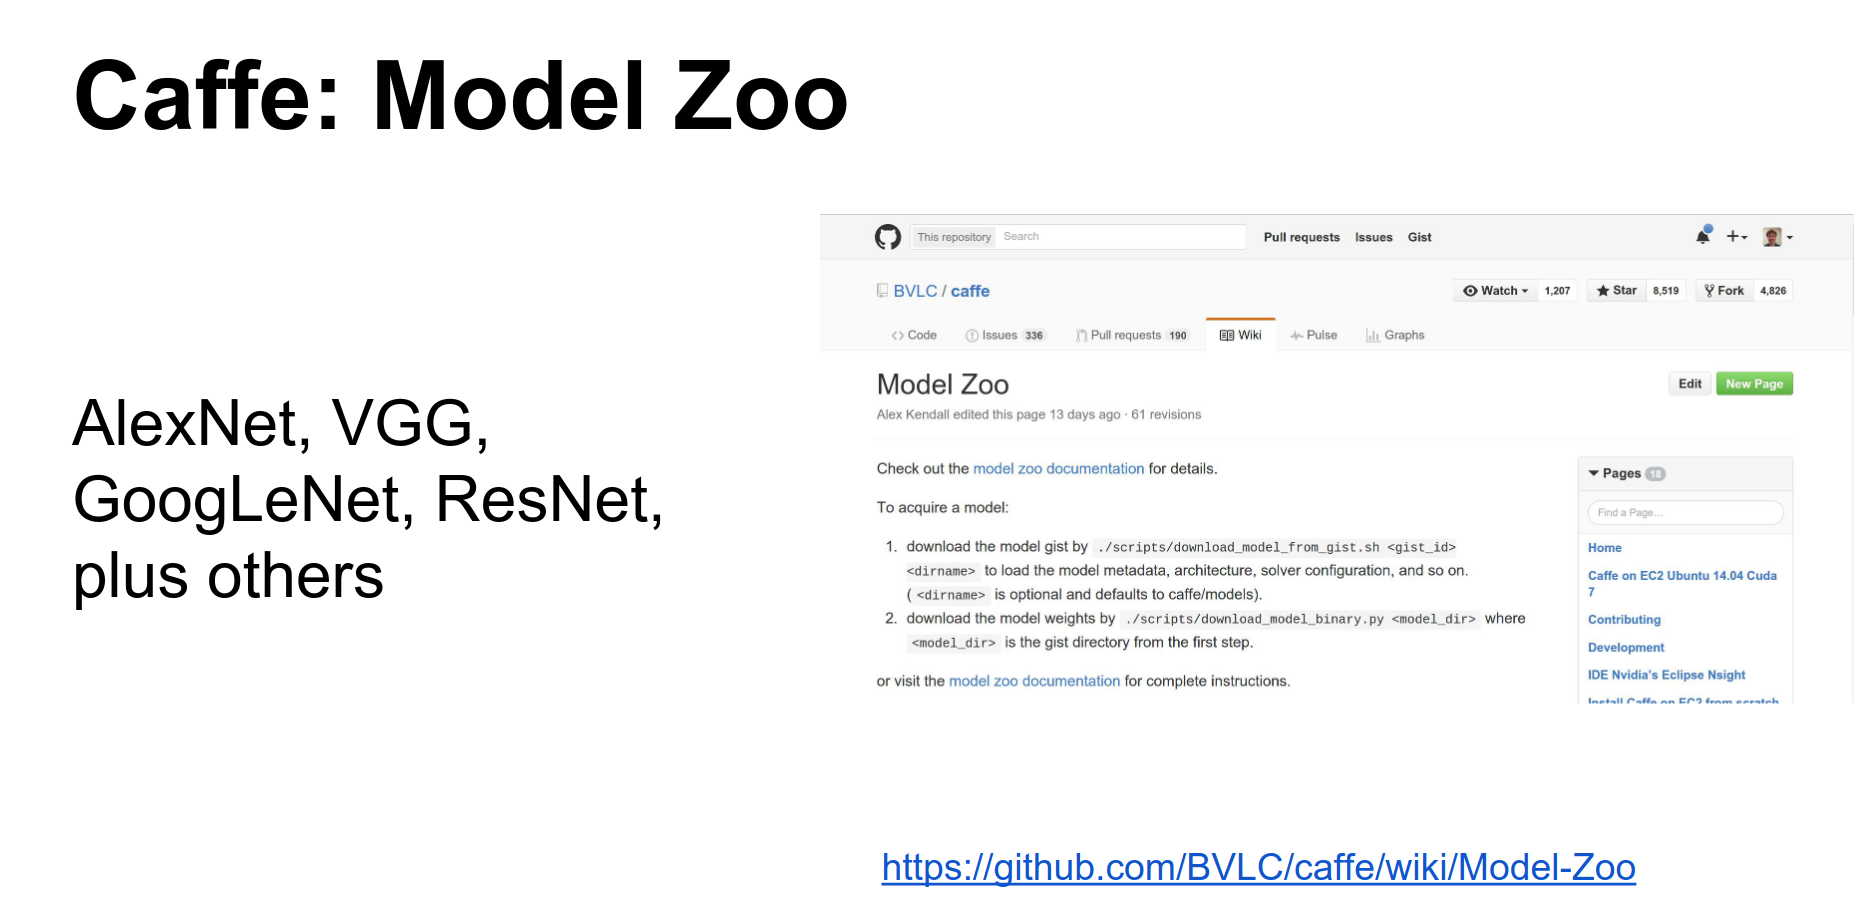 Caffe: Model Zoo
AlexNet, VGG,
GoogLeNet, ResNet,
plus others
This repository Search Pull requests Issues Gist
BVLC / caffe Watch 1,207 Star 8,519 Fork 4,826
Code Issues 336 Pull requests 190 Wiki Pulse Graphs
Model Zoo Edit New Page
Alex Kendall edited this page 13 days ago · 61 revisions
Check out the model zoo documentation for details.
To acquire a model:
1. download the model gist by ./scripts/download_model_from_gist.sh <gist_id>
<dirname> to load the model metadata, architecture, solver configuration, and so on.
( <dirname> is optional and defaults to caffe/models).
2. download the model weights by ./scripts/download_model_binary.py <model_dir> where
<model_dir> is the gist directory from the first step.
or visit the model zoo documentation for complete instructions.
Pages 18
Find a Page...
Home
Caffe on EC2 Ubuntu 14.04 Cuda
7
Contributing
Development
IDE Nvidia's Eclipse Nsight
Install Caffe on EC2 from scratch
https://github.com/BVLC/caffe/wiki/Model-Zoo